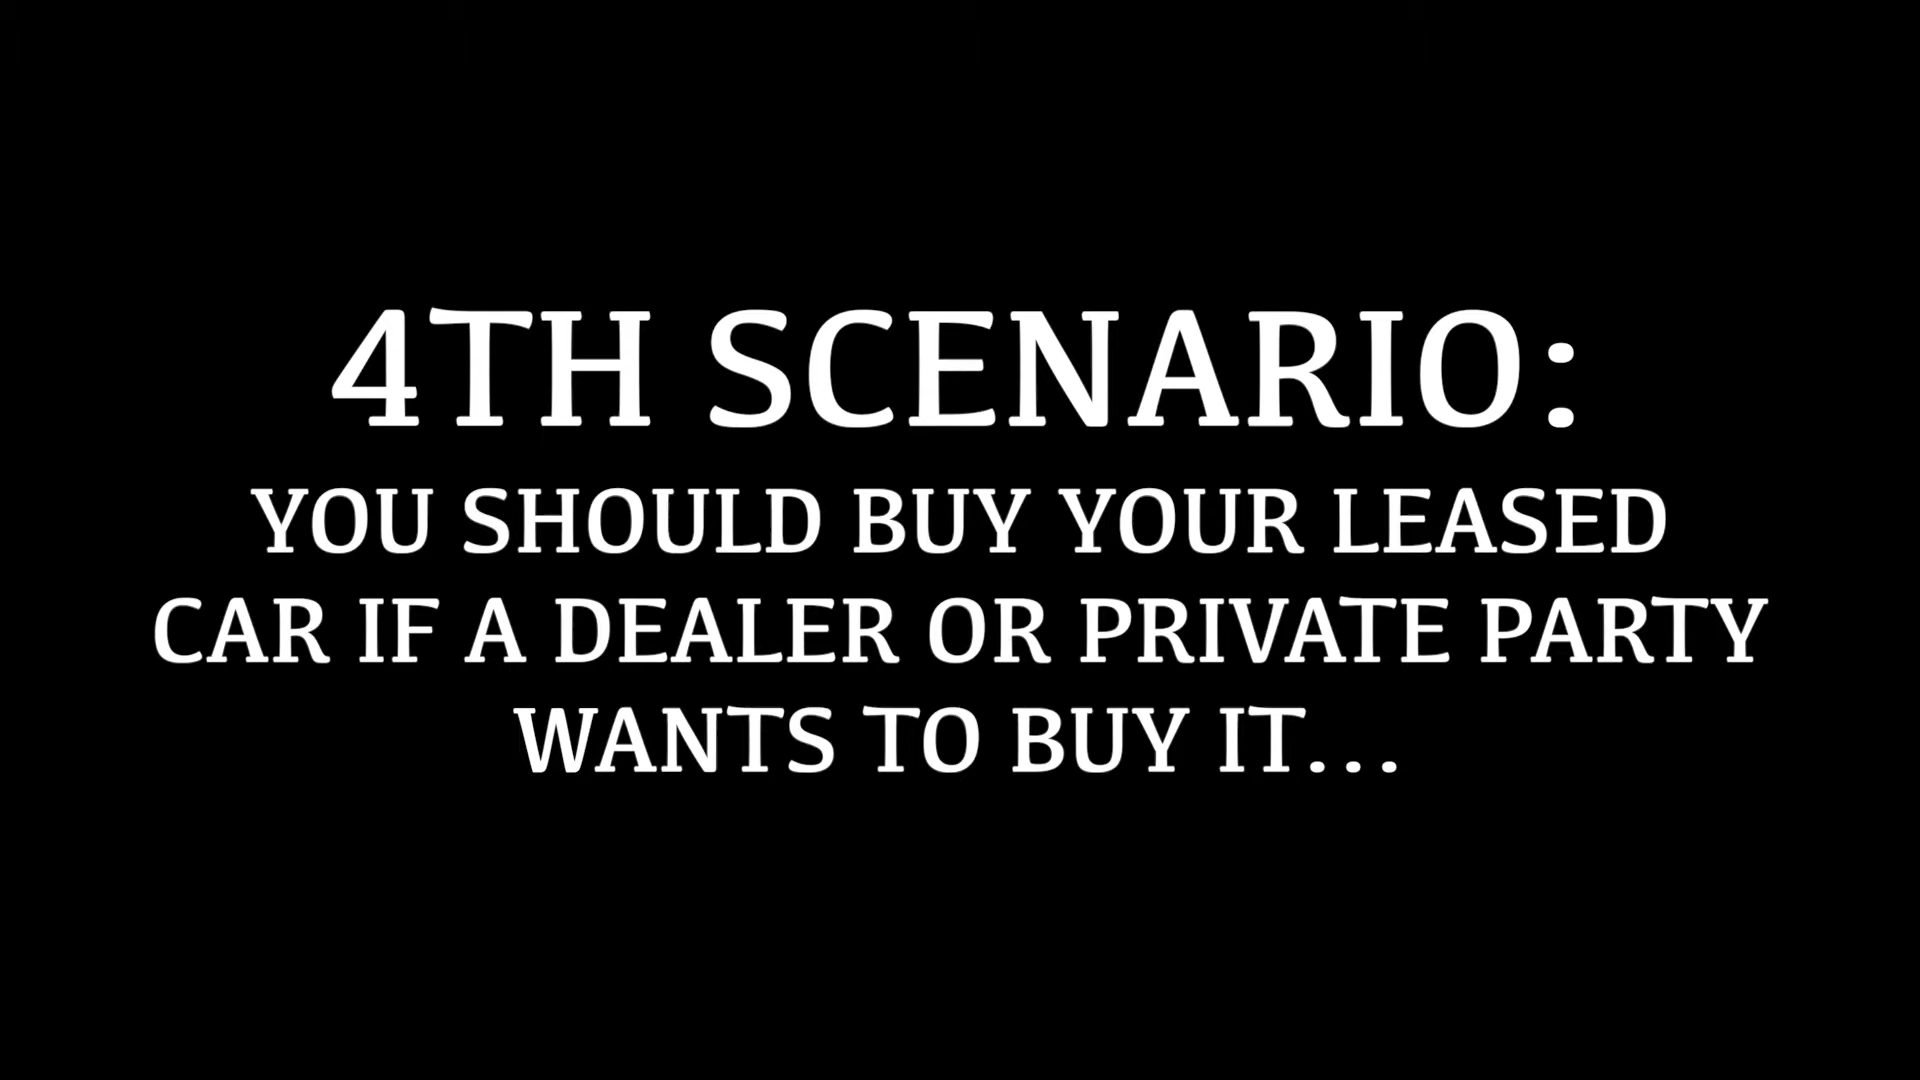 4TH SCENARIO:
YOU SHOULD BUY YOUR LEASED
CAR IF A DEALER OR PRIVATE PARTY
WANTS TO BUY IT...